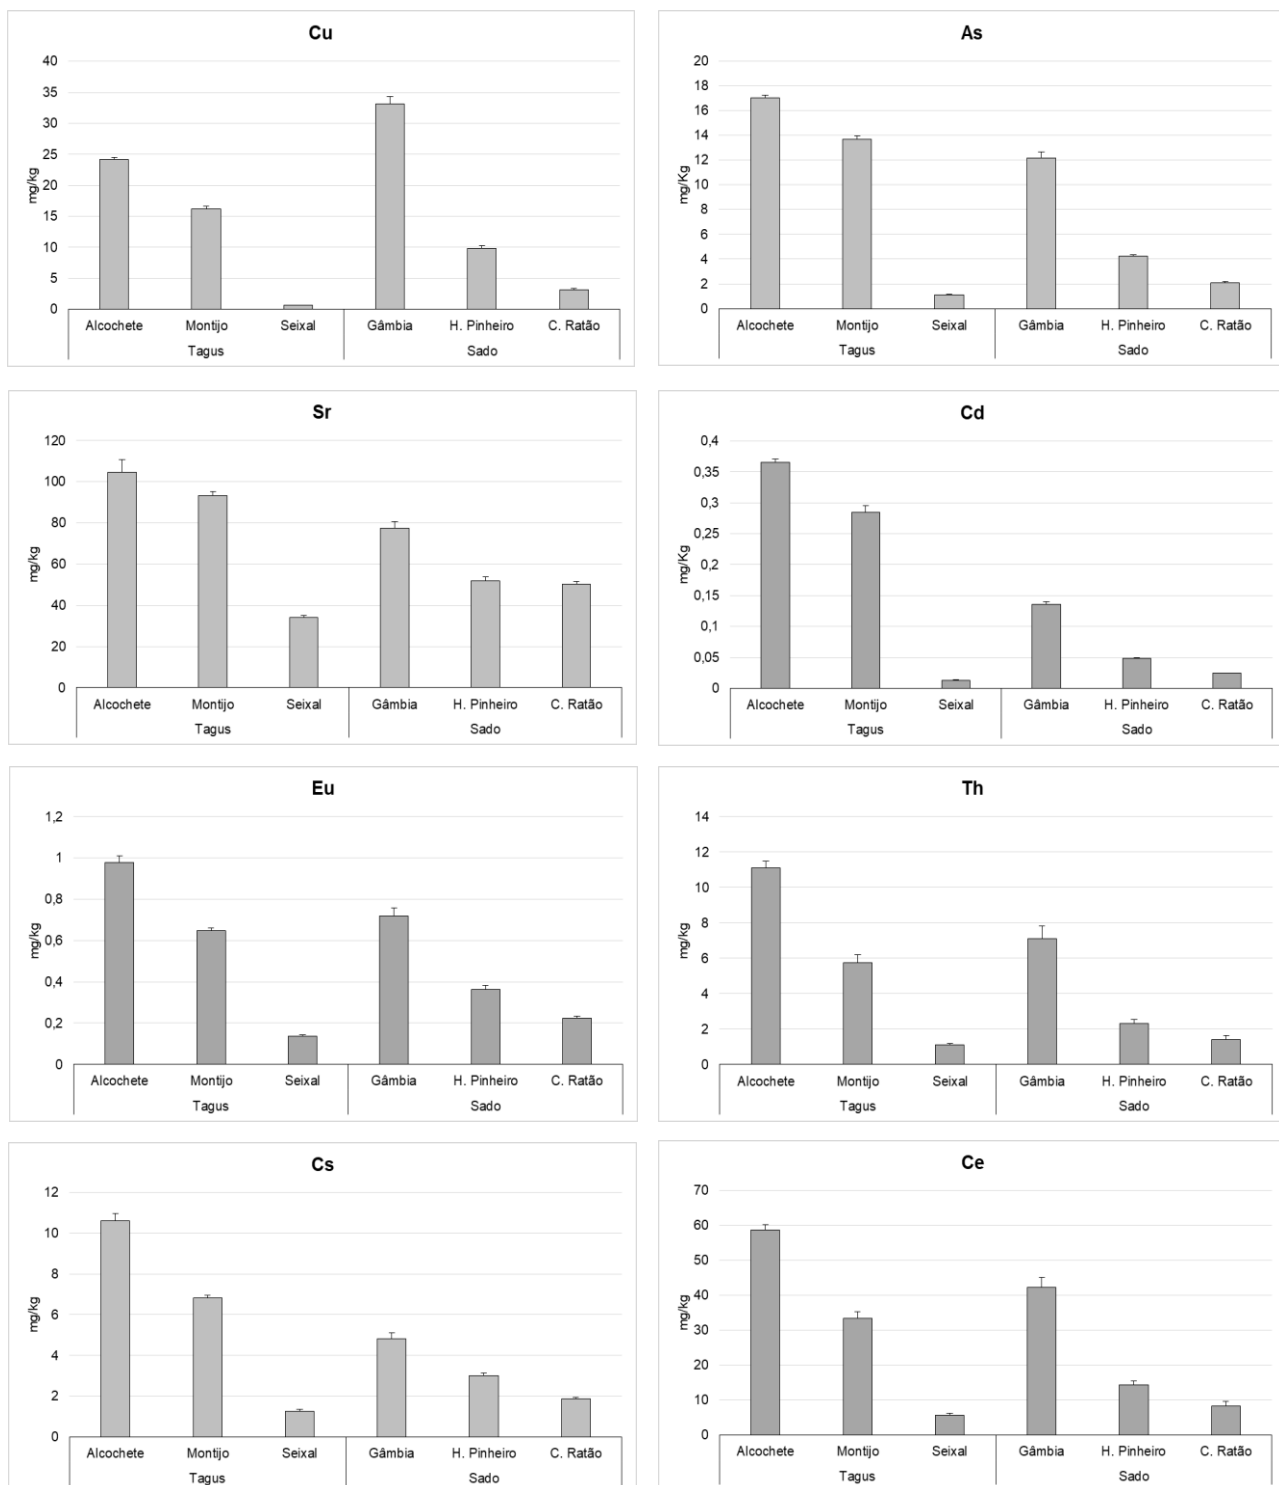 Cu
40
35
30
25
20
15
10
5
0
mg/kg
Alcochete Montijo Seixal Gâmbia H. Pinheiro C. Ratão
Tagus Sado
As
20
18
16
14
12
10
8
6
4
2
0
mg/Kg
Alcochete Montijo Seixal Gâmbia H. Pinheiro C. Ratão
Tagus Sado
Sr
120
100
80
60
40
20
0
mg/kg
Alcochete Montijo Seixal Gâmbia H. Pinheiro C. Ratão
Tagus Sado
Cd
0,4
0,35
0,3
0,25
0,2
0,15
0,1
0,05
0
mg/Kg
Alcochete Montijo Seixal Gâmbia H. Pinheiro C. Ratão
Tagus Sado
Eu
1,2
1
0,8
0,6
0,4
0,2
0
mg/kg
Alcochete Montijo Seixal Gâmbia H. Pinheiro C. Ratão
Tagus Sado
Th
14
12
10
8
6
4
2
0
mg/kg
Alcochete Montijo Seixal Gâmbia H. Pinheiro C. Ratão
Tagus Sado
Cs
12
10
8
6
4
2
0
mg/kg
Alcochete Montijo Seixal Gâmbia H. Pinheiro C. Ratão
Tagus Sado
Ce
70
60
50
40
30
20
10
0
mg/kg
Alcochete Montijo Seixal Gâmbia H. Pinheiro C. Ratão
Tagus Sado